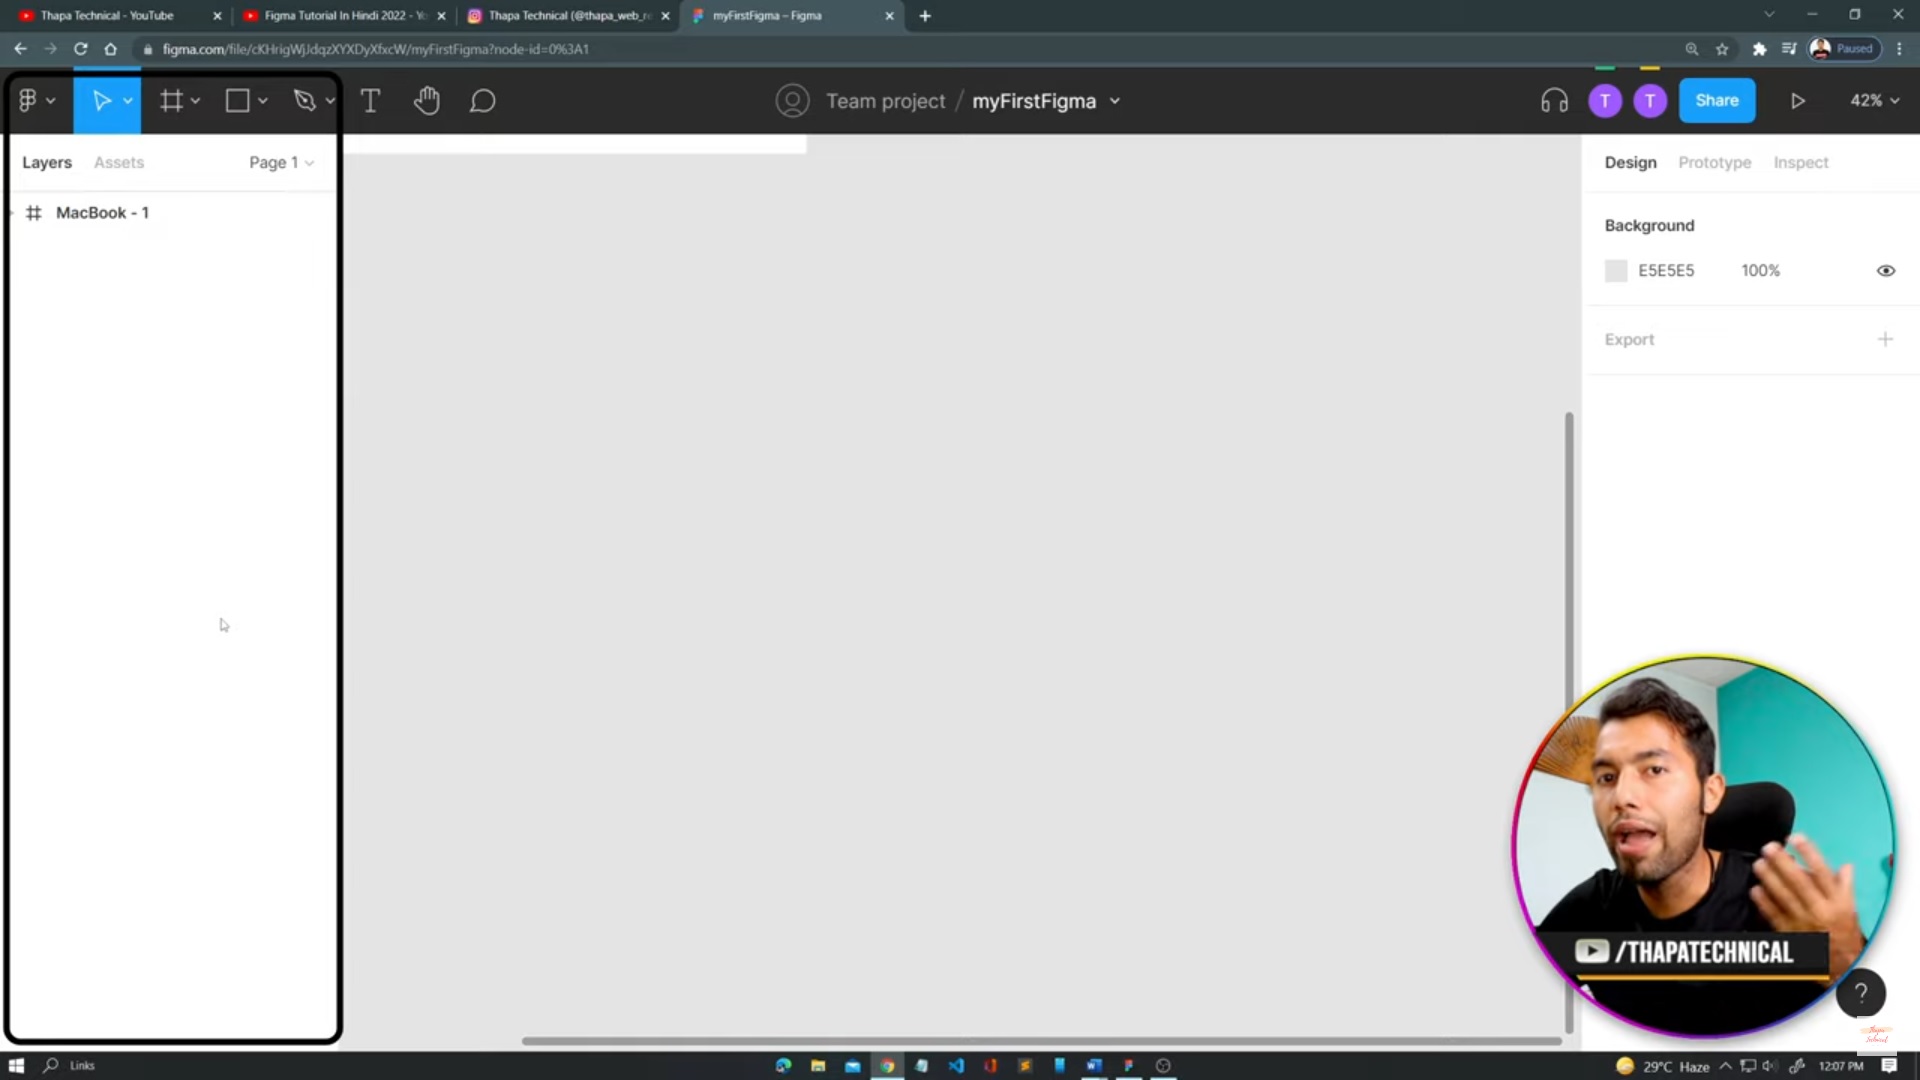 Thapa Technical - YouTube
Figma Tutorial In Hindi 2022 - Yo
Thapa Technical (@thapa_web_
myFirstFigma – Figma
figma.com/file/cKHrigWjJdqzXYXDyXfxcW/myFirstFigma?node-id=0%3A1
Paused
Team project / myFirstFigma
T
T
Share
42%
Layers
Assets
Page 1
Design
Prototype
Inspect
MacBook - 1
Background
E5E5E5
100%
Export
/THAPATECHNICAL
?
Links
29°C Haze
12:07 PM